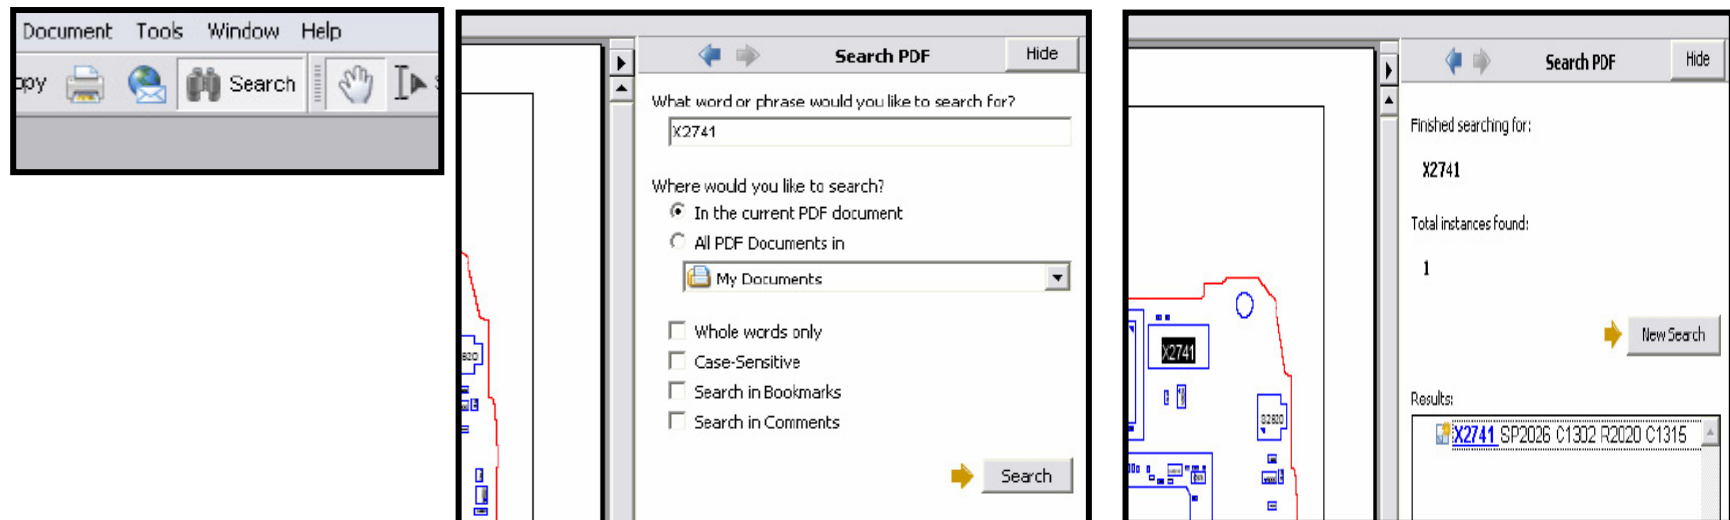 Document Tools Window Help
opy Search
Search PDF Hide
What word or phrase would you like to search for?
X2741
Where would you like to search?
In the current PDF document
All PDF Documents in
My Documents
Whole words only
Case-Sensitive
Search in Bookmarks
Search in Comments
Search
Search PDF Hide
Finished searching for:
X2741
Total instances found:
1
New Search
Results:
X2741 SP2026 C1302 R2020 C1315
X2741